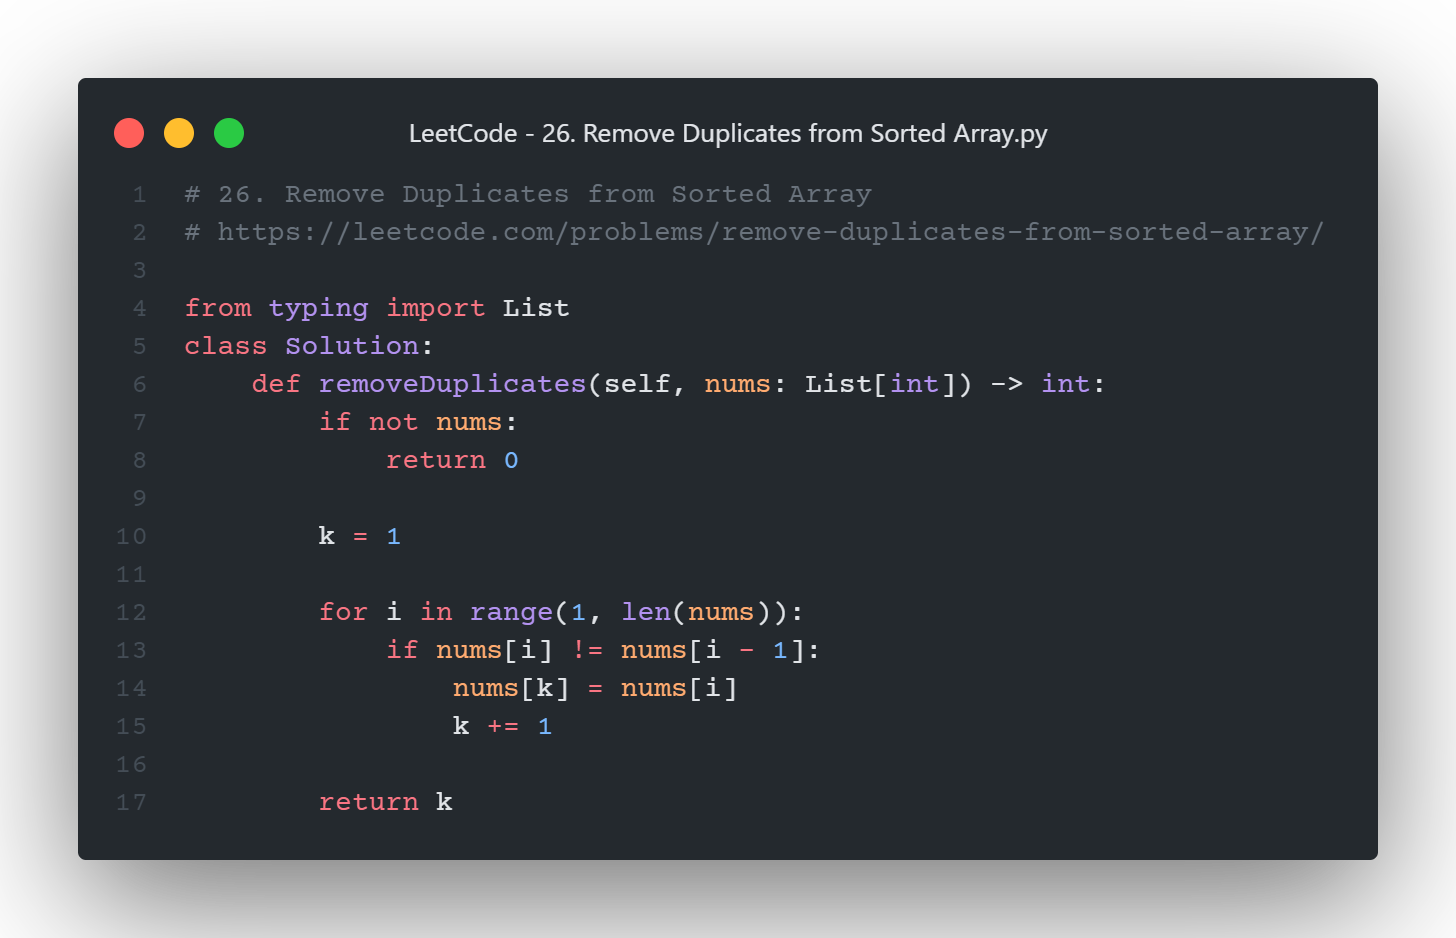 LeetCode - 26. Remove Duplicates from Sorted Array.py
1 # 26. Remove Duplicates from Sorted Array
2 # https://leetcode.com/problems/remove-duplicates-from-sorted-array/
3
4 from typing import List
5 class Solution:
6     def removeDuplicates(self, nums: List[int]) -> int:
7         if not nums:
8             return 0
9
10         k = 1
11
12         for i in range(1, len(nums)):
13             if nums[i] != nums[i - 1]:
14                 nums[k] = nums[i]
15                 k += 1
16
17         return k